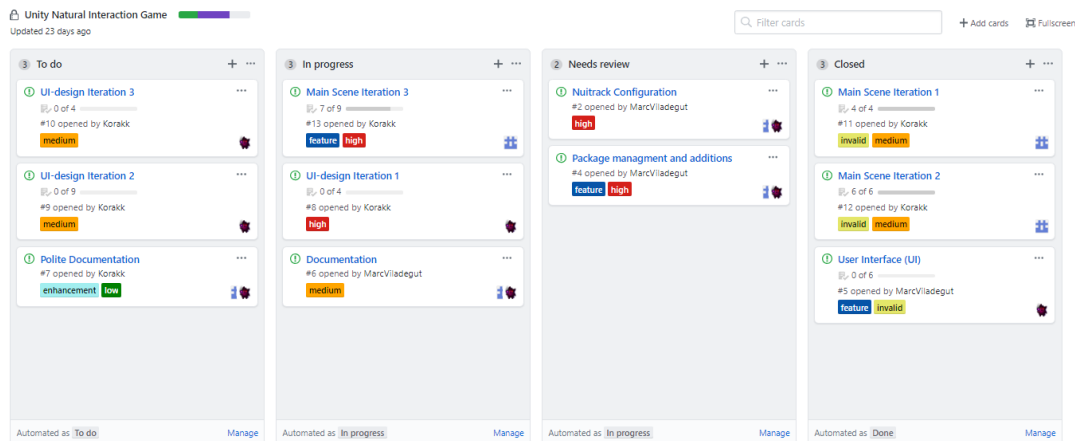 Unity Natural Interaction Game
Updated 23 days ago
Filter cards
+ Add cards
Fullscreen
3 To do
UI-design Iteration 3
0 of 4
#10 opened by Korakk
medium
UI-design Iteration 2
0 of 9
#9 opened by Korakk
medium
Polite Documentation
#7 opened by Korakk
enhancement low
Automated as To do
Manage
3 In progress
Main Scene Iteration 3
7 of 9
#13 opened by Korakk
feature high
UI-design Iteration 1
0 of 4
#8 opened by Korakk
high
Documentation
#6 opened by MarcViladegut
medium
Automated as In progress
Manage
2 Needs review
Nuitrack Configuration
#2 opened by MarcViladegut
high
Package managment and additions
#4 opened by MarcViladegut
feature high
Automated as In progress
Manage
3 Closed
Main Scene Iteration 1
4 of 4
#11 opened by Korakk
invalid medium
Main Scene Iteration 2
6 of 6
#12 opened by Korakk
invalid medium
User Interface (UI)
0 of 6
#5 opened by MarcViladegut
feature invalid
Automated as Done
Manage